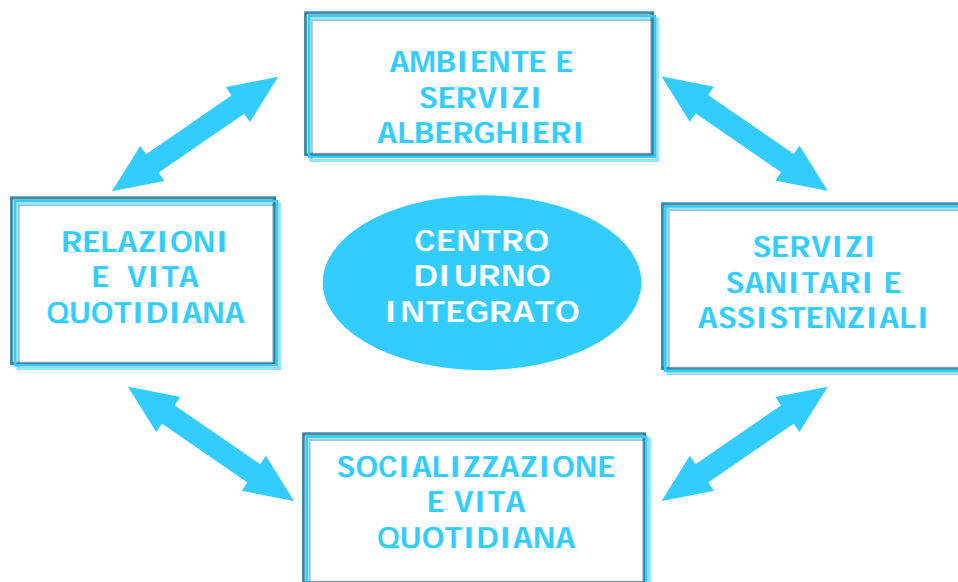 AMBIENTE E
SERVIZI
ALBERGHIERI
RELAZIONI
E VITA
QUOTIDIANA
CENTRO
DIURNO
INTEGRATO
SERVIZI
SANITARI E
ASSISTENZIALI
SOCIALIZZAZIONE
E VITA
QUOTIDIANA